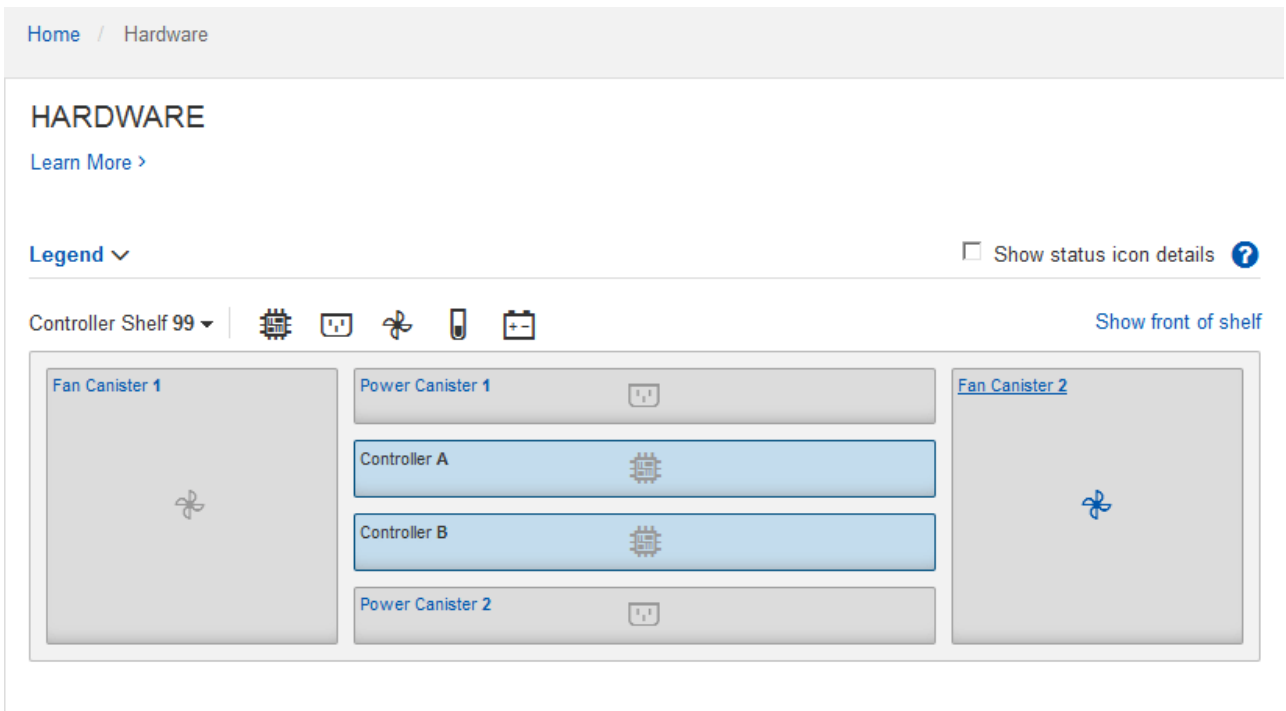 Home / Hardware
HARDWARE
Learn More >
Legend
Show status icon details ?
Controller Shelf 99
Show front of shelf
Fan Canister 1
Power Canister 1
Controller A
Controller B
Power Canister 2
Fan Canister 2